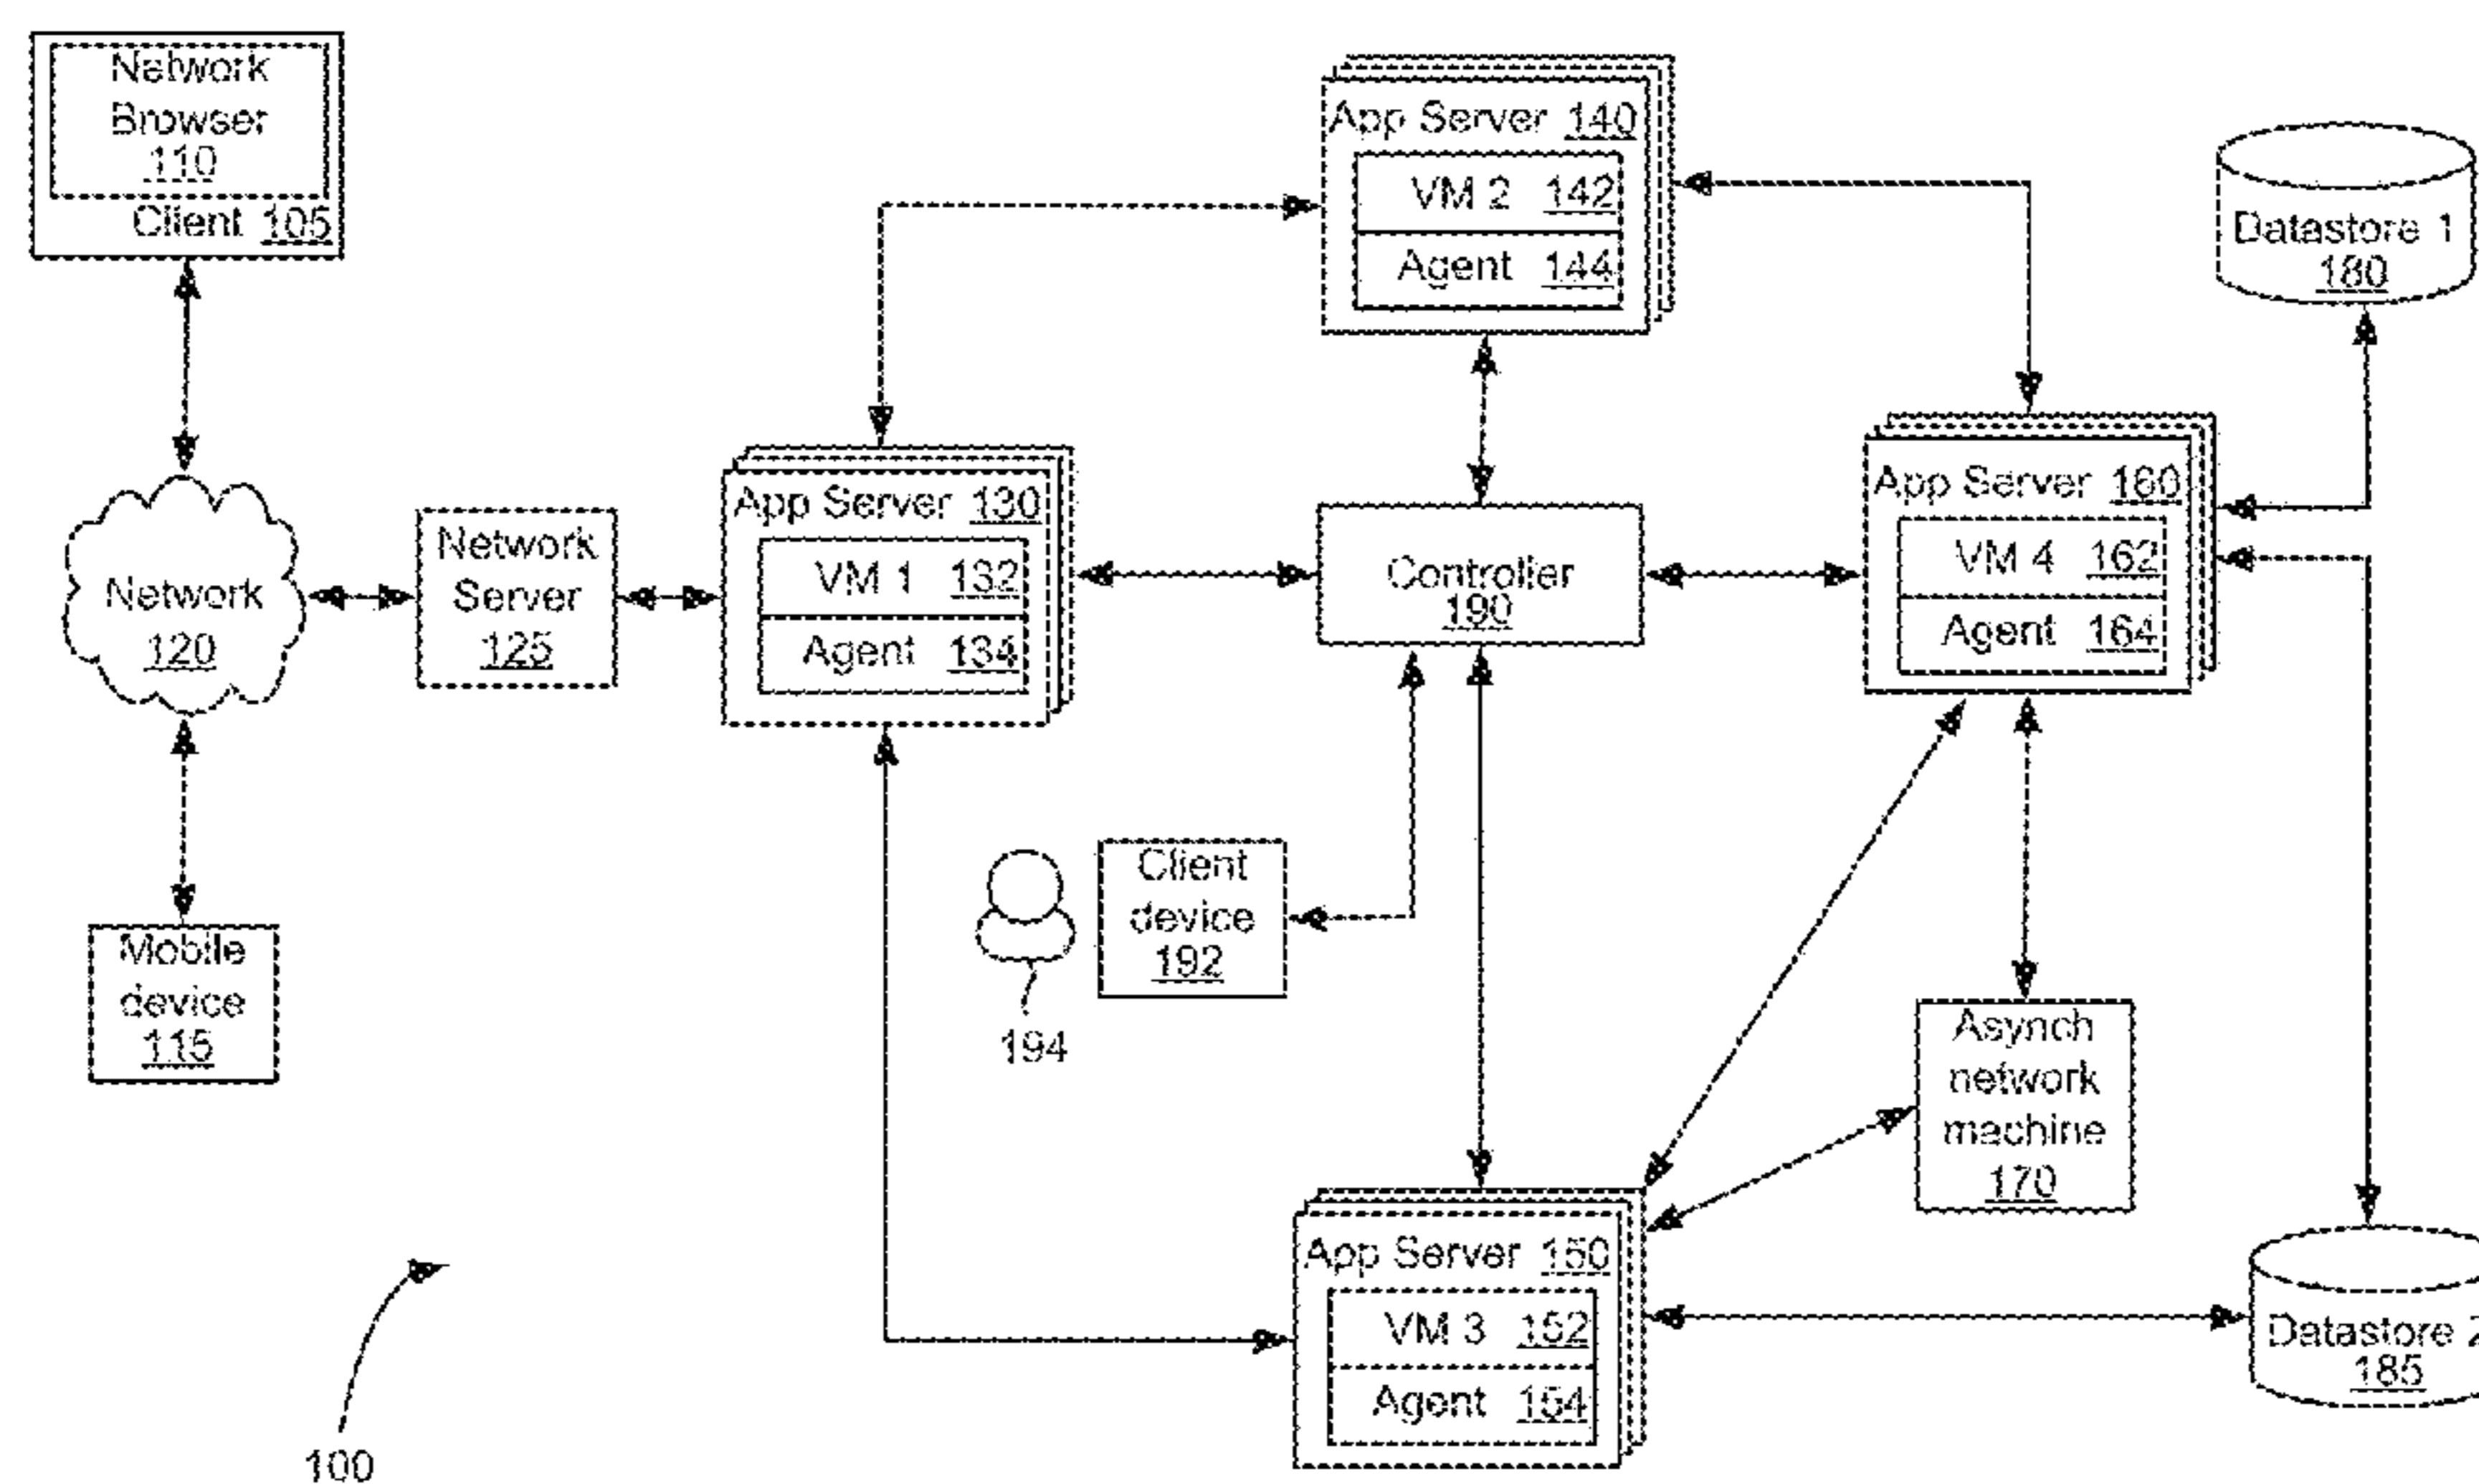 Network
Browser
110
Client 105
App Server 140
VM 2 142
Agent 144
Datastore 1
180
App Server 130
VM 1 132
Agent 134
Network
Server
125
Network
120
Controller
190
App Server 160
VM 4 162
Agent 164
Mobile
device
115
Client
device
192
194
Asynch
network
machine
170
App Server 150
VM 3 152
Agent 154
Datastore 2
185
100